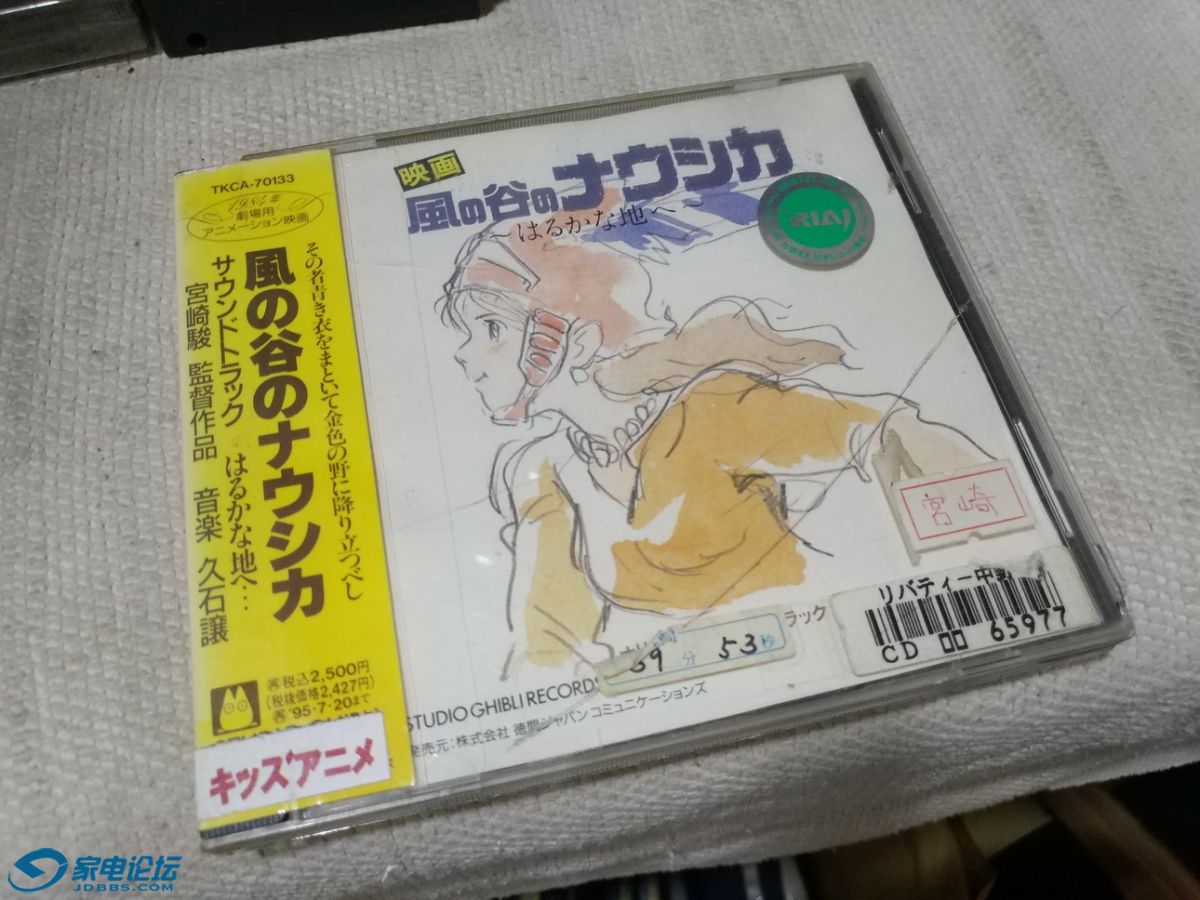 TKCA-70133
1984年
劇場用
アニメーション映画
その者青き衣をまといて金色の野に降り立つべし
風の谷のナウシカ
サウンドトラック はるかな地へ…
宮崎駿 監督作品 音楽 久石譲
再税込2,500円
(税抜価格2,427円)
再'95・7・20まで
キッズアニメ
映画
風の谷のナウシカ
~はるかな地へ~
RIAJ
宮崎
リバティー中野
CD 65977
ラック
分 53秒
STUDIO GHIBLI RECORDS
発売元:株式会社 徳間ジャパンコミュニケーションズ
家电论坛
JDBBS.COM